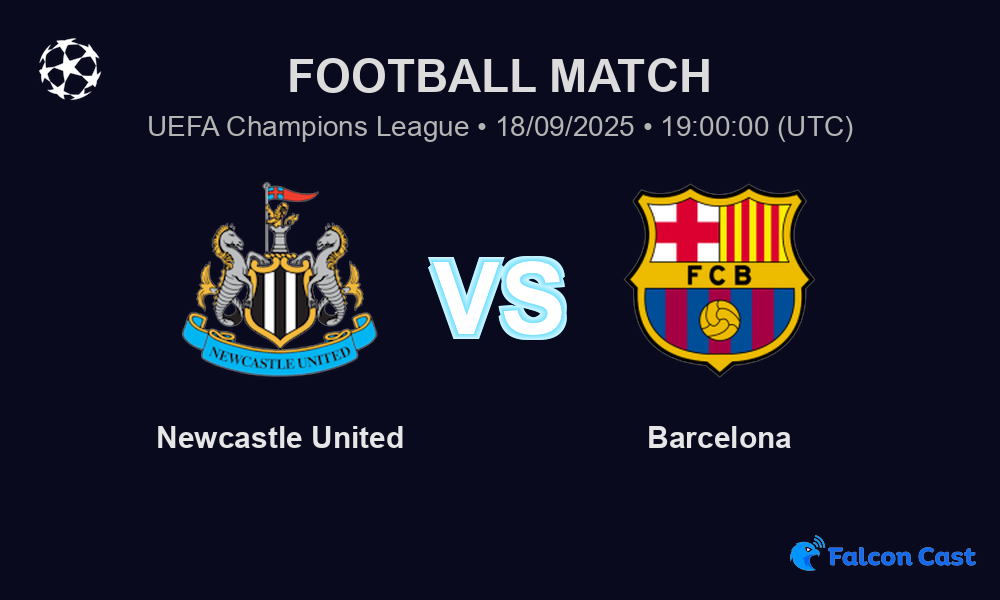 FOOTBALL MATCH
UEFA Champions League • 18/09/2025 • 19:00:00 (UTC)
NEWCASTLE UNITED
FCB
VS
Newcastle United
Barcelona
Falcon Cast